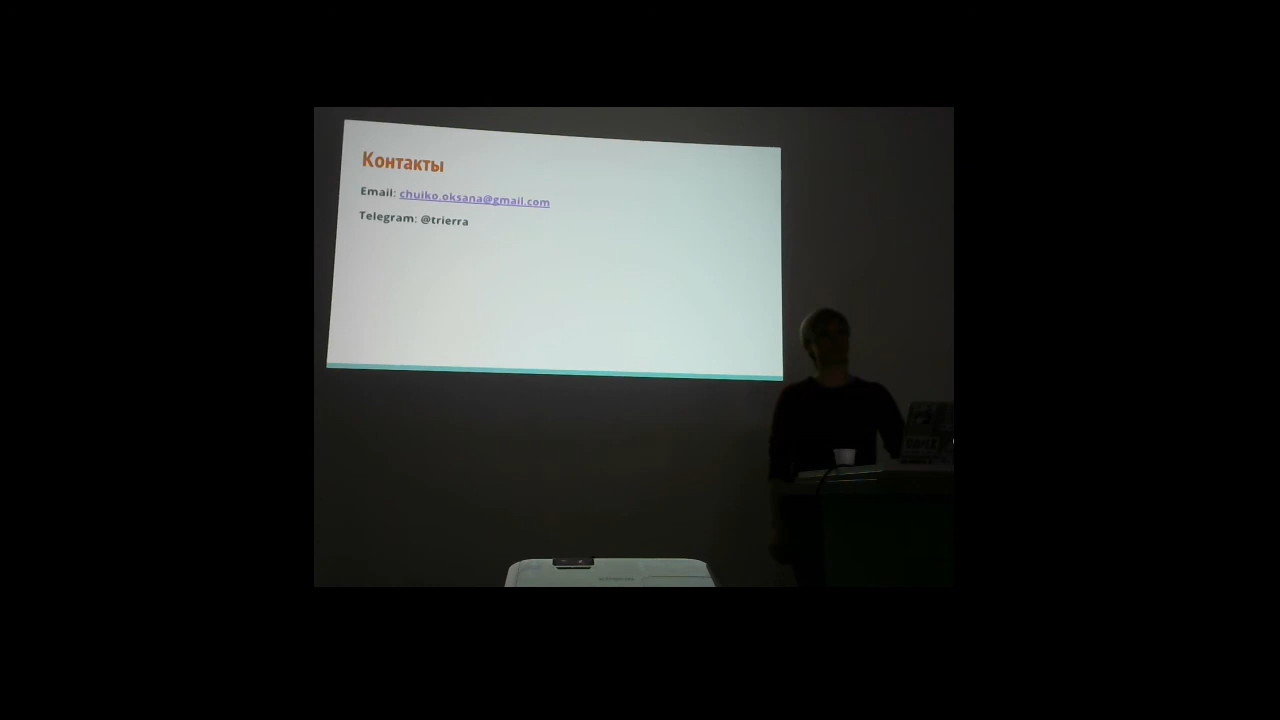 Контакты
Email: chuiko.oksana@gmail.com
Telegram: @trierra